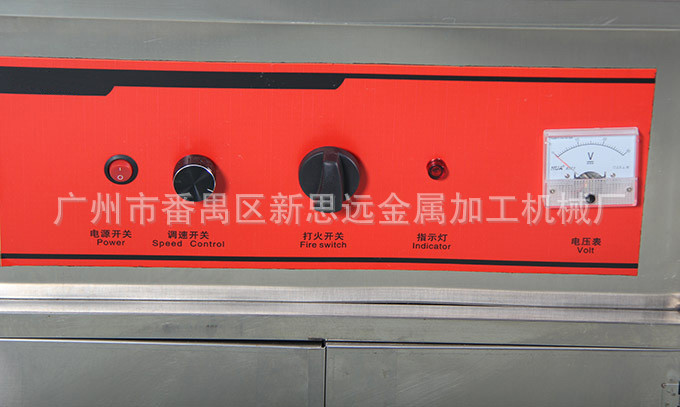 广州市番禺区新思远金属加工机械厂
电源开关
Power
调速开关
Speed Control
打火开关
Fire switch
指示灯
Indicator
V
电压表
Volt